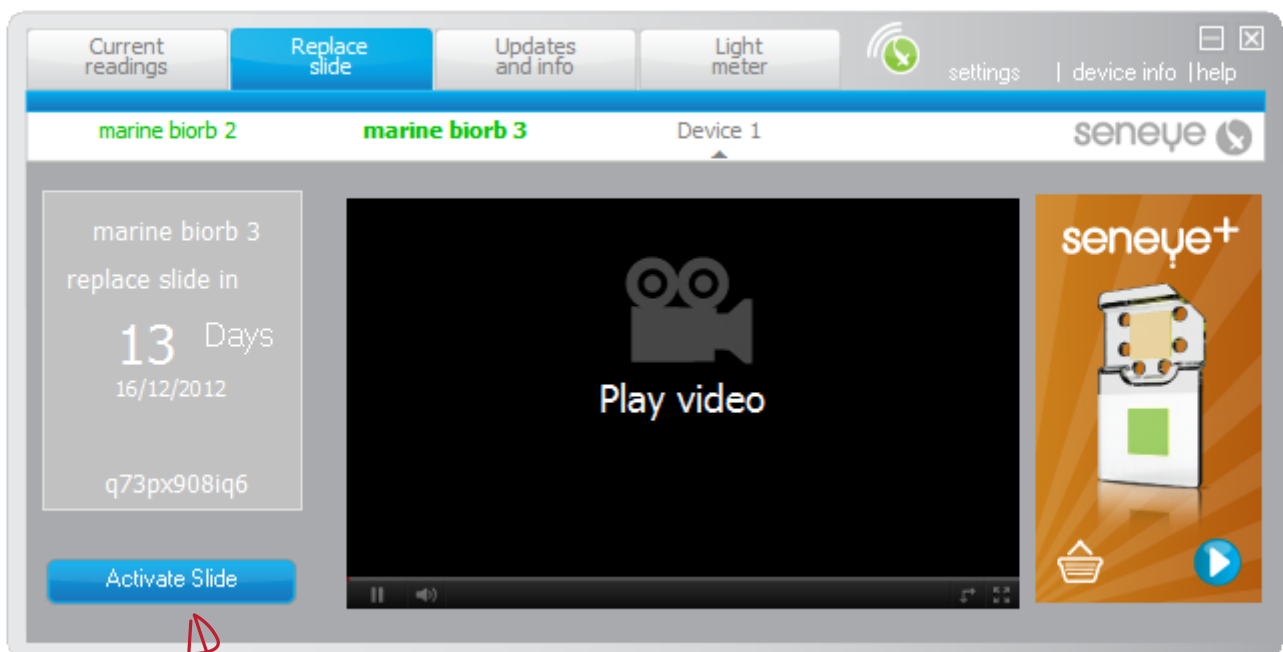 Current readings
Replace slide
Updates and info
Light meter
settings | device info | help
marine biorb 2 marine biorb 3 Device 1 seneye
marine biorb 3
replace slide in
13 Days
16/12/2012
q73px908iq6
Activate Slide
Play video
seneye+